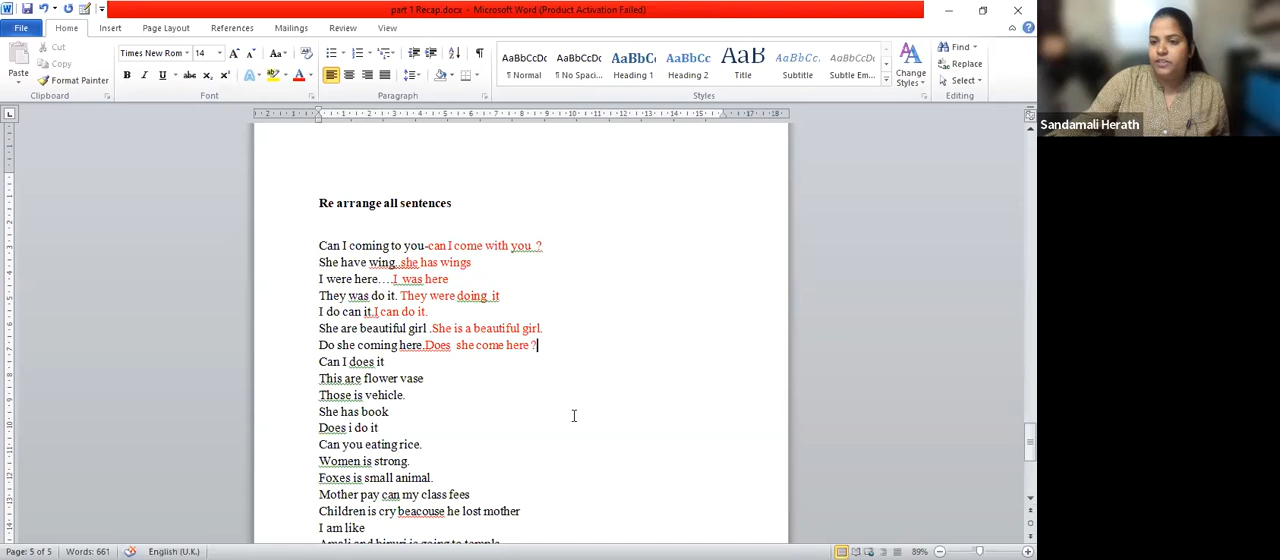 part 1 Recap.docx - Microsoft Word (Product Activation Failed)
File Home Insert Page Layout References Mailings Review View
Paste
Cut
Copy
Format Painter
Clipboard
Times New Rom 14
Font
Paragraph
AaBbCcDc AaBbCcDc AaBbC AaBbCc AaB AaBbCc. AaBbCcDc
¶ Normal ¶ No Spaci... Heading 1 Heading 2 Title Subtitle Subtle Em...
Change Styles
Styles
Find
Replace
Select
Editing
Sandamali Herath
Re arrange all sentences
Can I coming to you-can I come with you ?
She have wing..she has wings
I were here….I was here
They was do it. They were doing it
I do can it.I can do it.
She are beautiful girl .She is a beautiful girl.
Do she coming here.Does she come here ?
Can I does it
This are flower vase
Those is vehicle.
She has book
Does i do it
Can you eating rice.
Women is strong.
Foxes is small animal.
Mother pay can my class fees
Children is cry beacouse he lost mother
I am like
Page: 5 of 5 Words: 661 English (U.K.) 89%